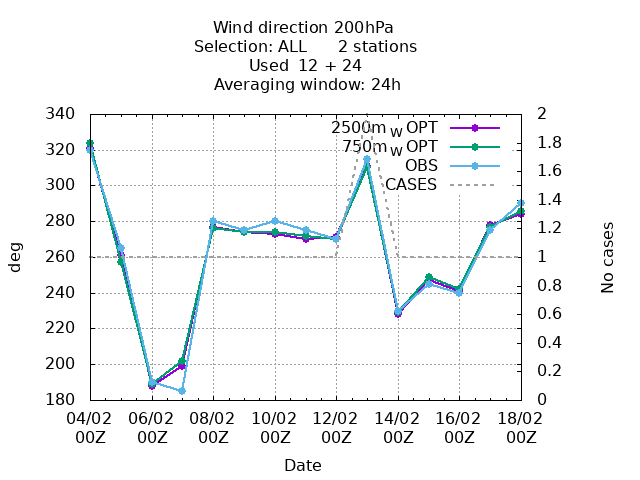 Wind direction 200hPa
Selection: ALL 2 stations
Used 12 + 24
Averaging window: 24h
340 2
2500m W OPT
320 1.8
750m W OPT
OBS
300 1.6
CASES
280 1.4
1.2
260 1
deg
No cases
240 0.8
220 0.6
0.4
200 0.2
180 0
04/02 06/02 08/02 10/02 12/02 14/02 16/02 18/02
00Z 00Z 00Z 00Z 00Z 00Z 00Z 00Z
Date